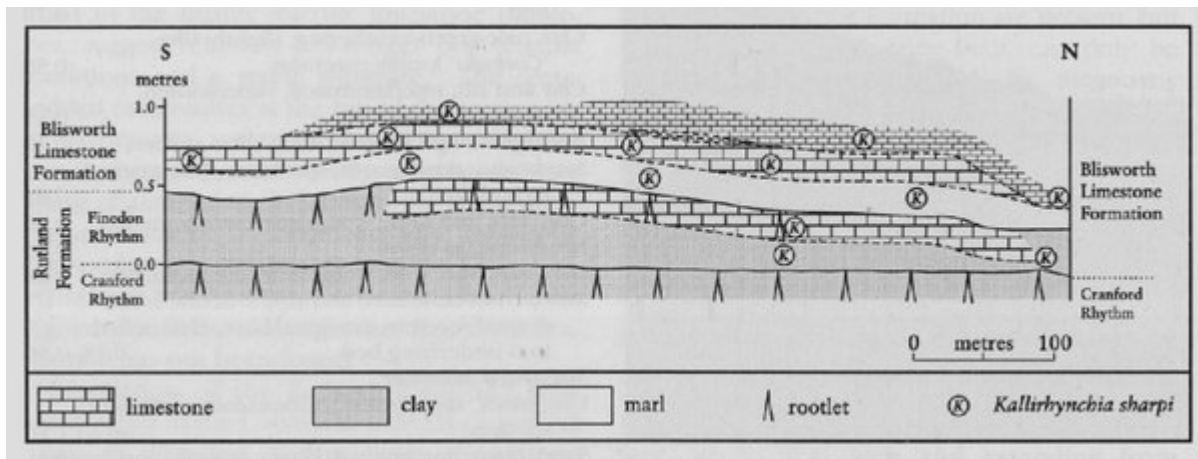 S
N
metres
1.0
Blisworth
Limestone
Formation
0.5
Rutland
Formation
Finedon
Rhythm
0.0
Cranford
Rhythm
K
K
K
K
K
K
K
K
K
K
K
K
K
K
Blisworth
Limestone
Formation
Cranford
Rhythm
0 metres 100
limestone
clay
marl
rootlet
K Kallirhynchia sharpi